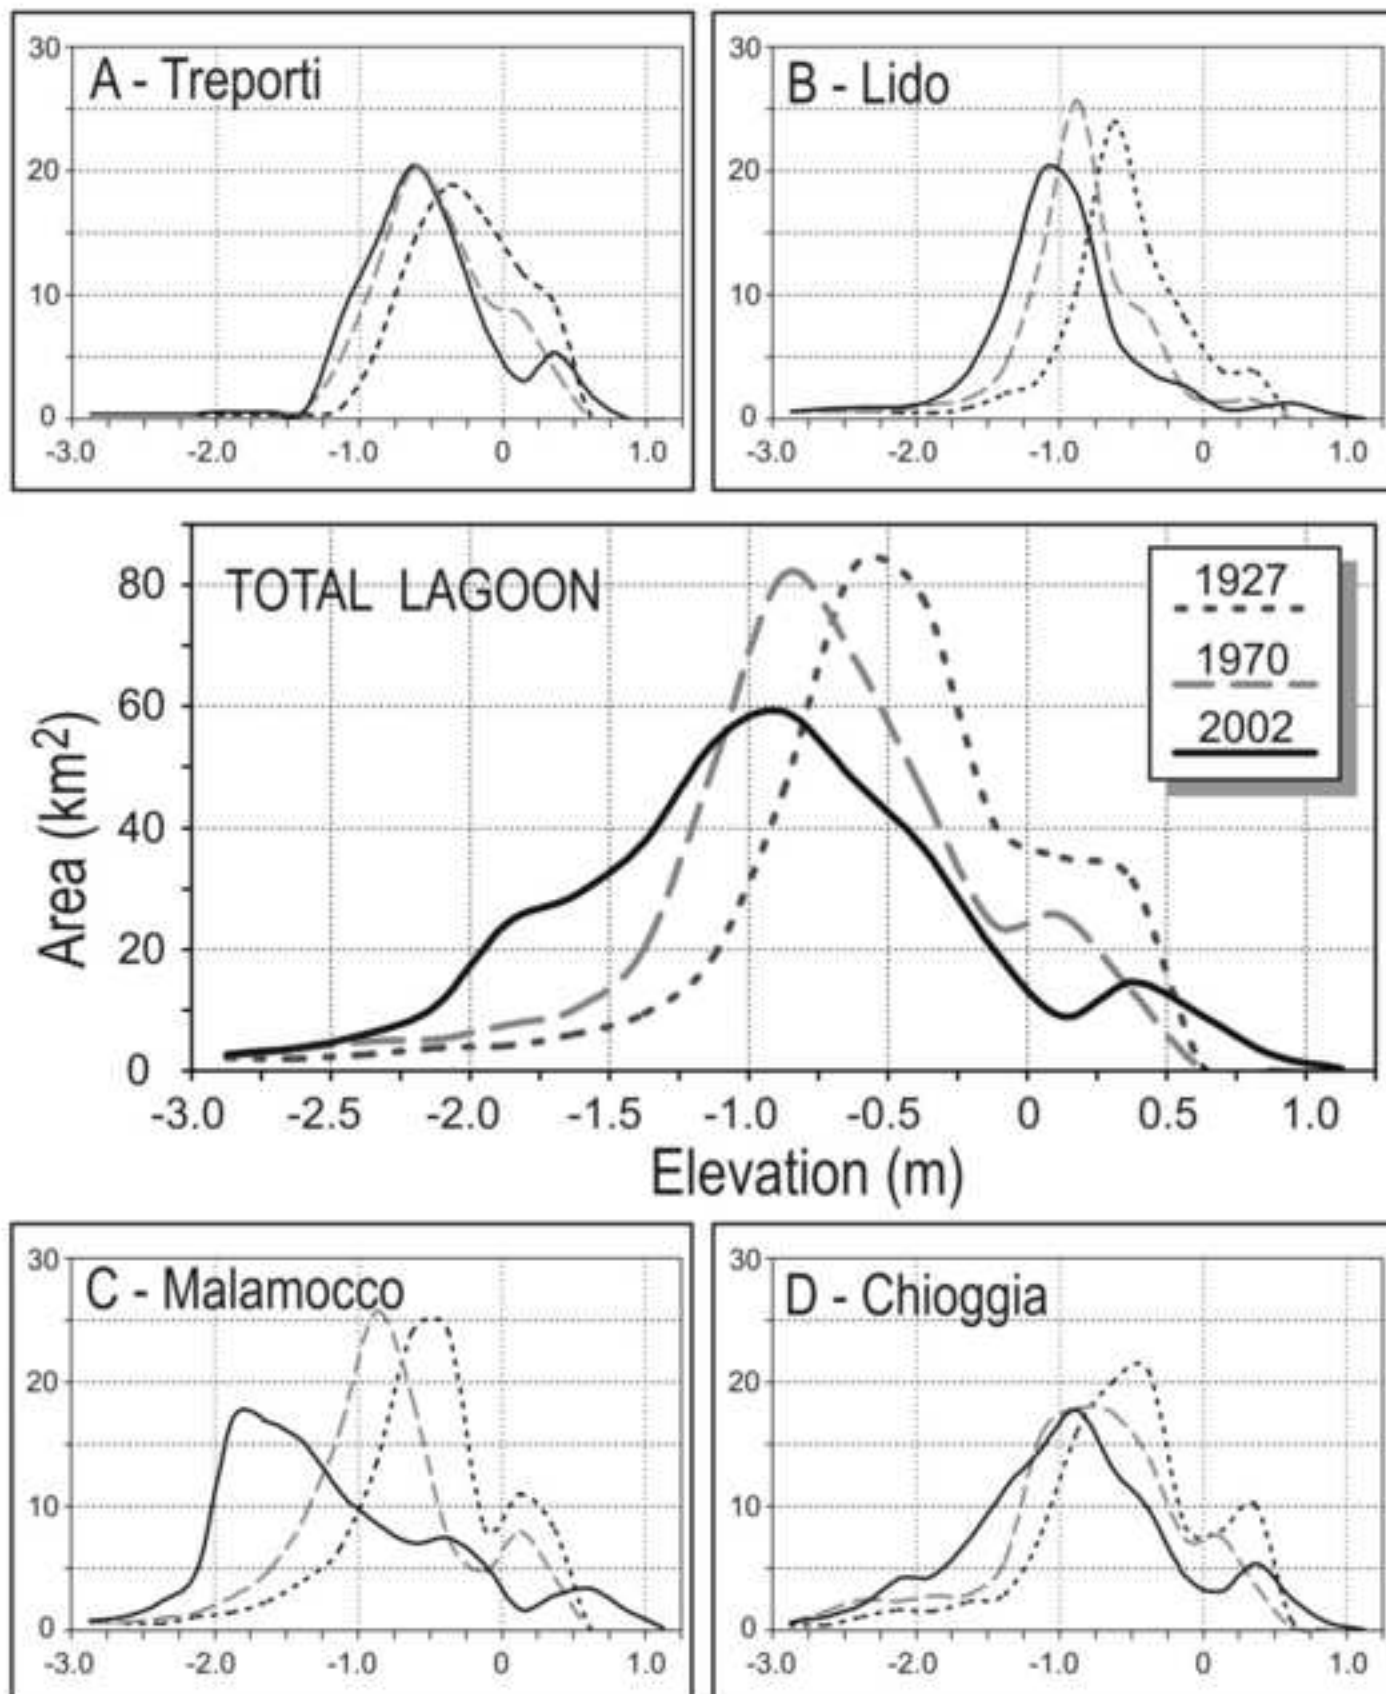 A - Treporti
30
20
10
0
-3.0 -2.0 -1.0 0 1.0
B - Lido
30
20
10
0
-3.0 -2.0 -1.0 0 1.0
TOTAL LAGOON
1927
1970
2002
80
60
40
20
0
Area (km²)
-3.0 -2.5 -2.0 -1.5 -1.0 -0.5 0 0.5 1.0
Elevation (m)
C - Malamocco
30
20
10
0
-3.0 -2.0 -1.0 0 1.0
D - Chioggia
30
20
10
0
-3.0 -2.0 -1.0 0 1.0